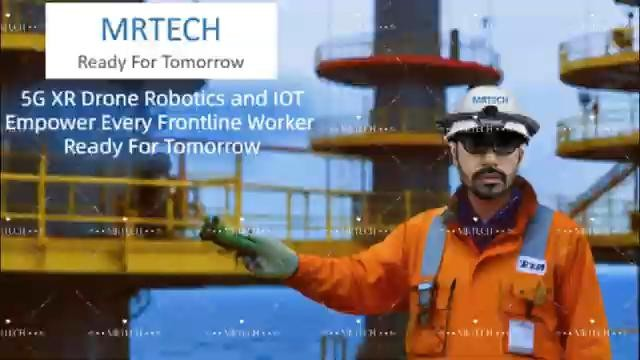 MRTECH
Ready For Tomorrow
5G XR Drone Robotics and IOT
Empower Every Frontline Worker
Ready For Tomorrow
MRTECH